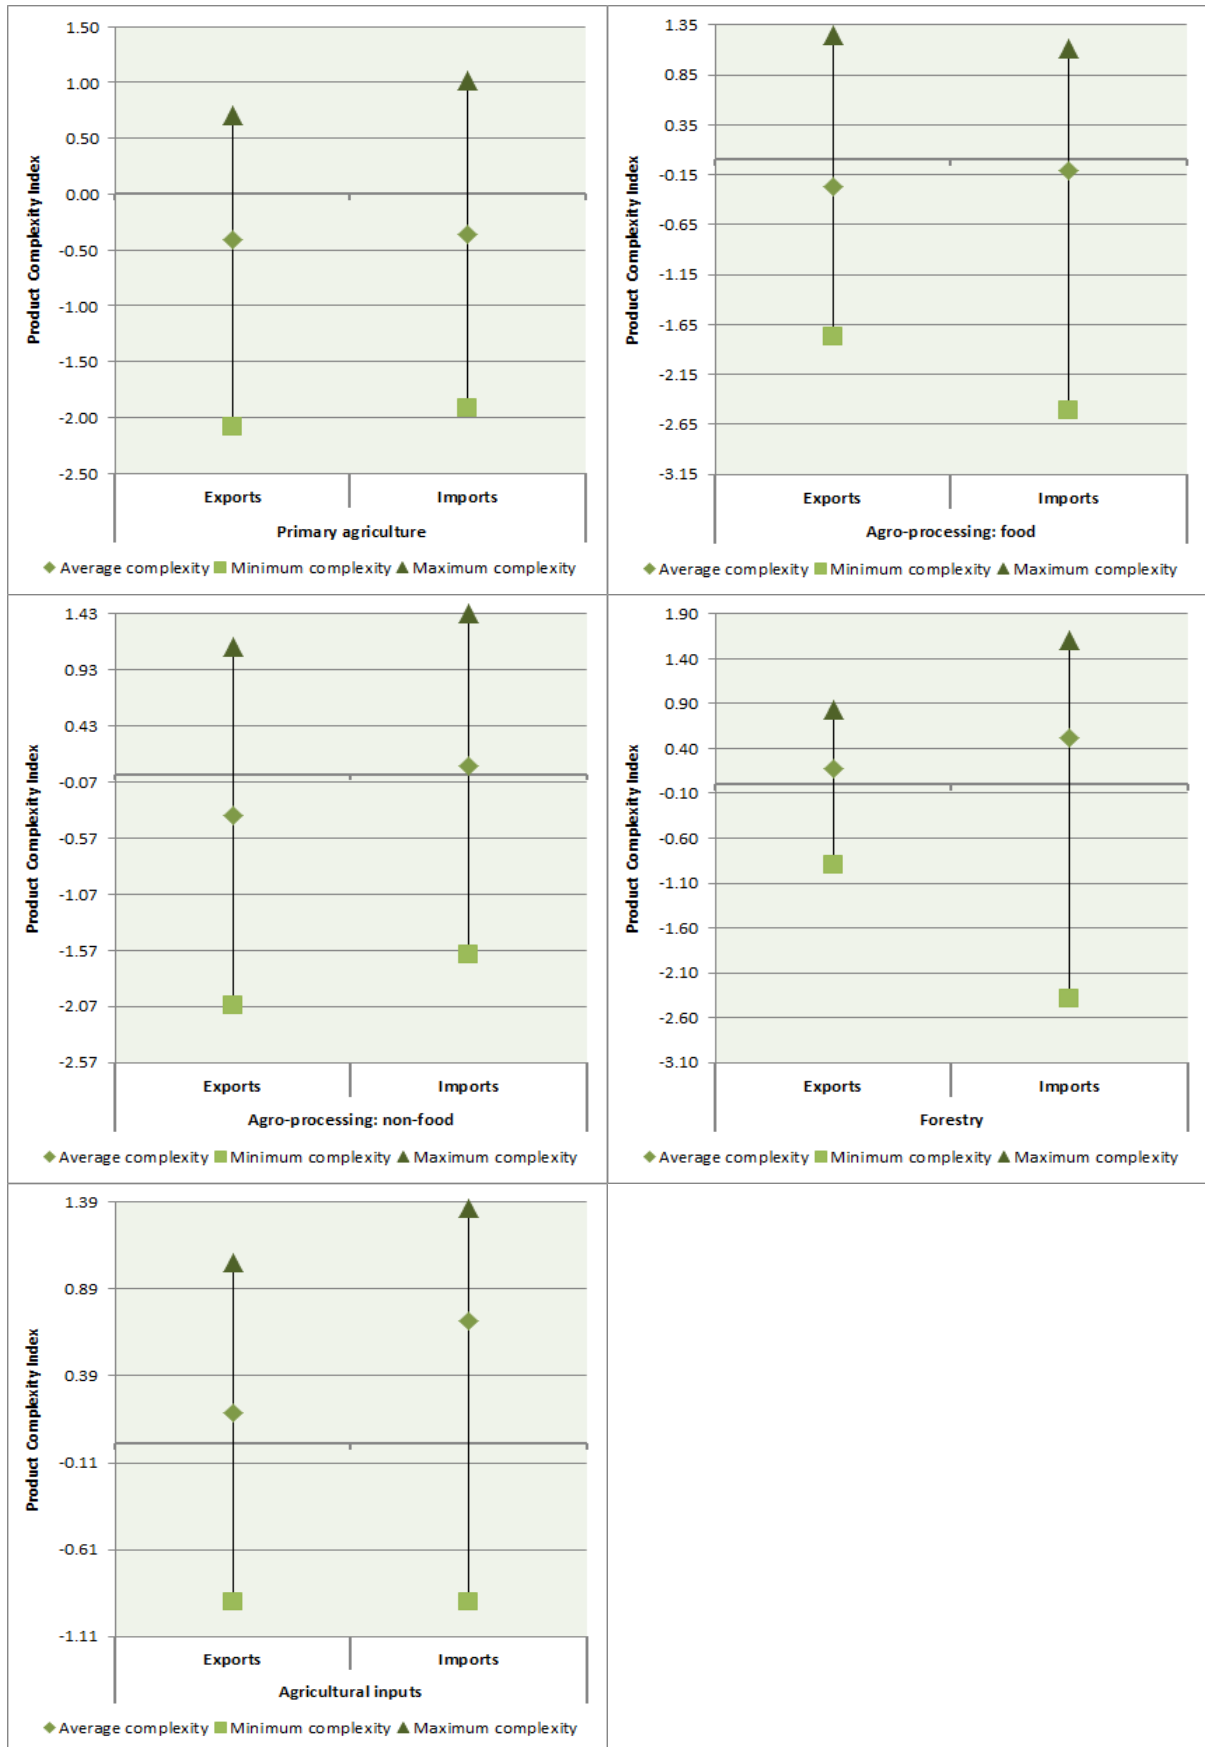 1.50
1.00
0.50
0.00
-0.50
-1.00
-1.50
-2.00
-2.50
Product Complexity Index
Exports Imports
Primary agriculture
Average complexity Minimum complexity Maximum complexity
1.35
0.85
0.35
-0.15
-0.65
-1.15
-1.65
-2.15
-2.65
-3.15
Product Complexity Index
Exports Imports
Agro-processing: food
Average complexity Minimum complexity Maximum complexity
1.43
0.93
0.43
-0.07
-0.57
-1.07
-1.57
-2.07
-2.57
Product Complexity Index
Exports Imports
Agro-processing: non-food
Average complexity Minimum complexity Maximum complexity
1.90
1.40
0.90
0.40
-0.10
-0.60
-1.10
-1.60
-2.10
-2.60
-3.10
Product Complexity Index
Exports Imports
Forestry
Average complexity Minimum complexity Maximum complexity
1.39
0.89
0.39
-0.11
-0.61
-1.11
Product Complexity Index
Exports Imports
Agricultural inputs
Average complexity Minimum complexity Maximum complexity